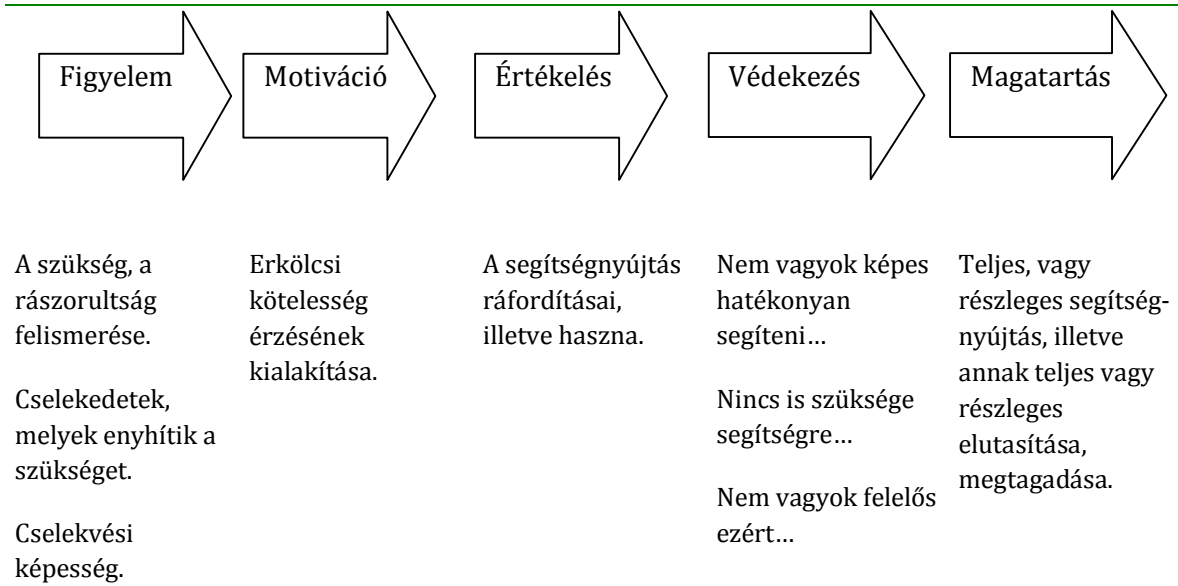 Figyelem
Motiváció
Értékelés
Védekezés
Magatartás
A szükség, a
rászorultság
felismerése.
Cselekedetek,
melyek enyhítik a
szükséget.
Cselekvési
képesség.
Erkölcsi
kötelesség
érzésének
kialakítása.
A segítségnyújtás
ráfordításai,
illetve haszna.
Nem vagyok képes
hatékonyan
segíteni…
Nincs is szüksége
segítségre…
Nem vagyok felelős
ezért…
Teljes, vagy
részleges segítség-
nyújtás, illetve
annak teljes vagy
részleges
elutasítása,
megtagadása.